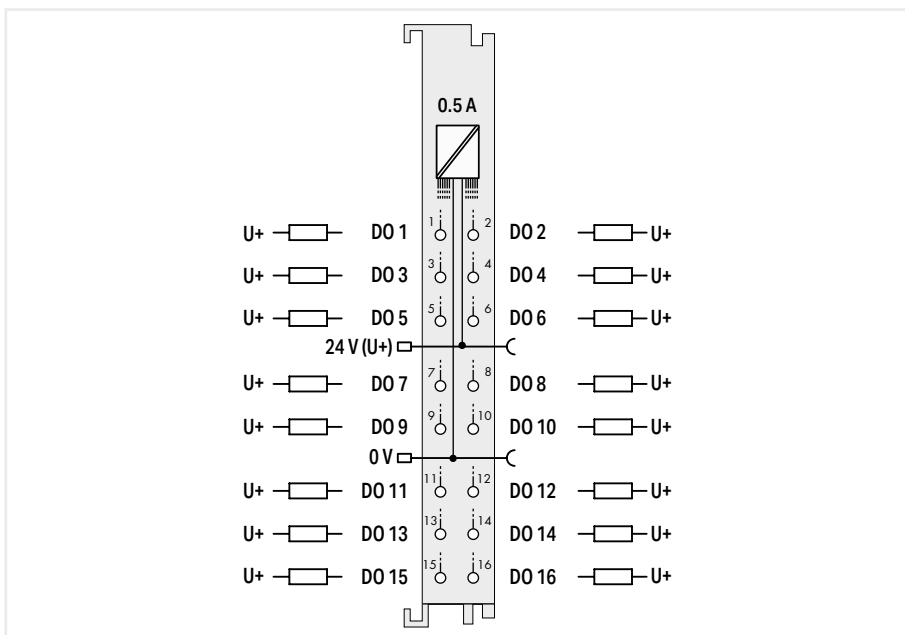 0.5 A
U+ DO 1 1 2 DO 2 U+
U+ DO 3 3 4 DO 4 U+
U+ DO 5 5 6 DO 6 U+
24 V (U+)
U+ DO 7 7 8 DO 8 U+
U+ DO 9 9 10 DO 10 U+
0 V
U+ DO 11 11 12 DO 12 U+
U+ DO 13 13 14 DO 14 U+
U+ DO 15 15 16 DO 16 U+